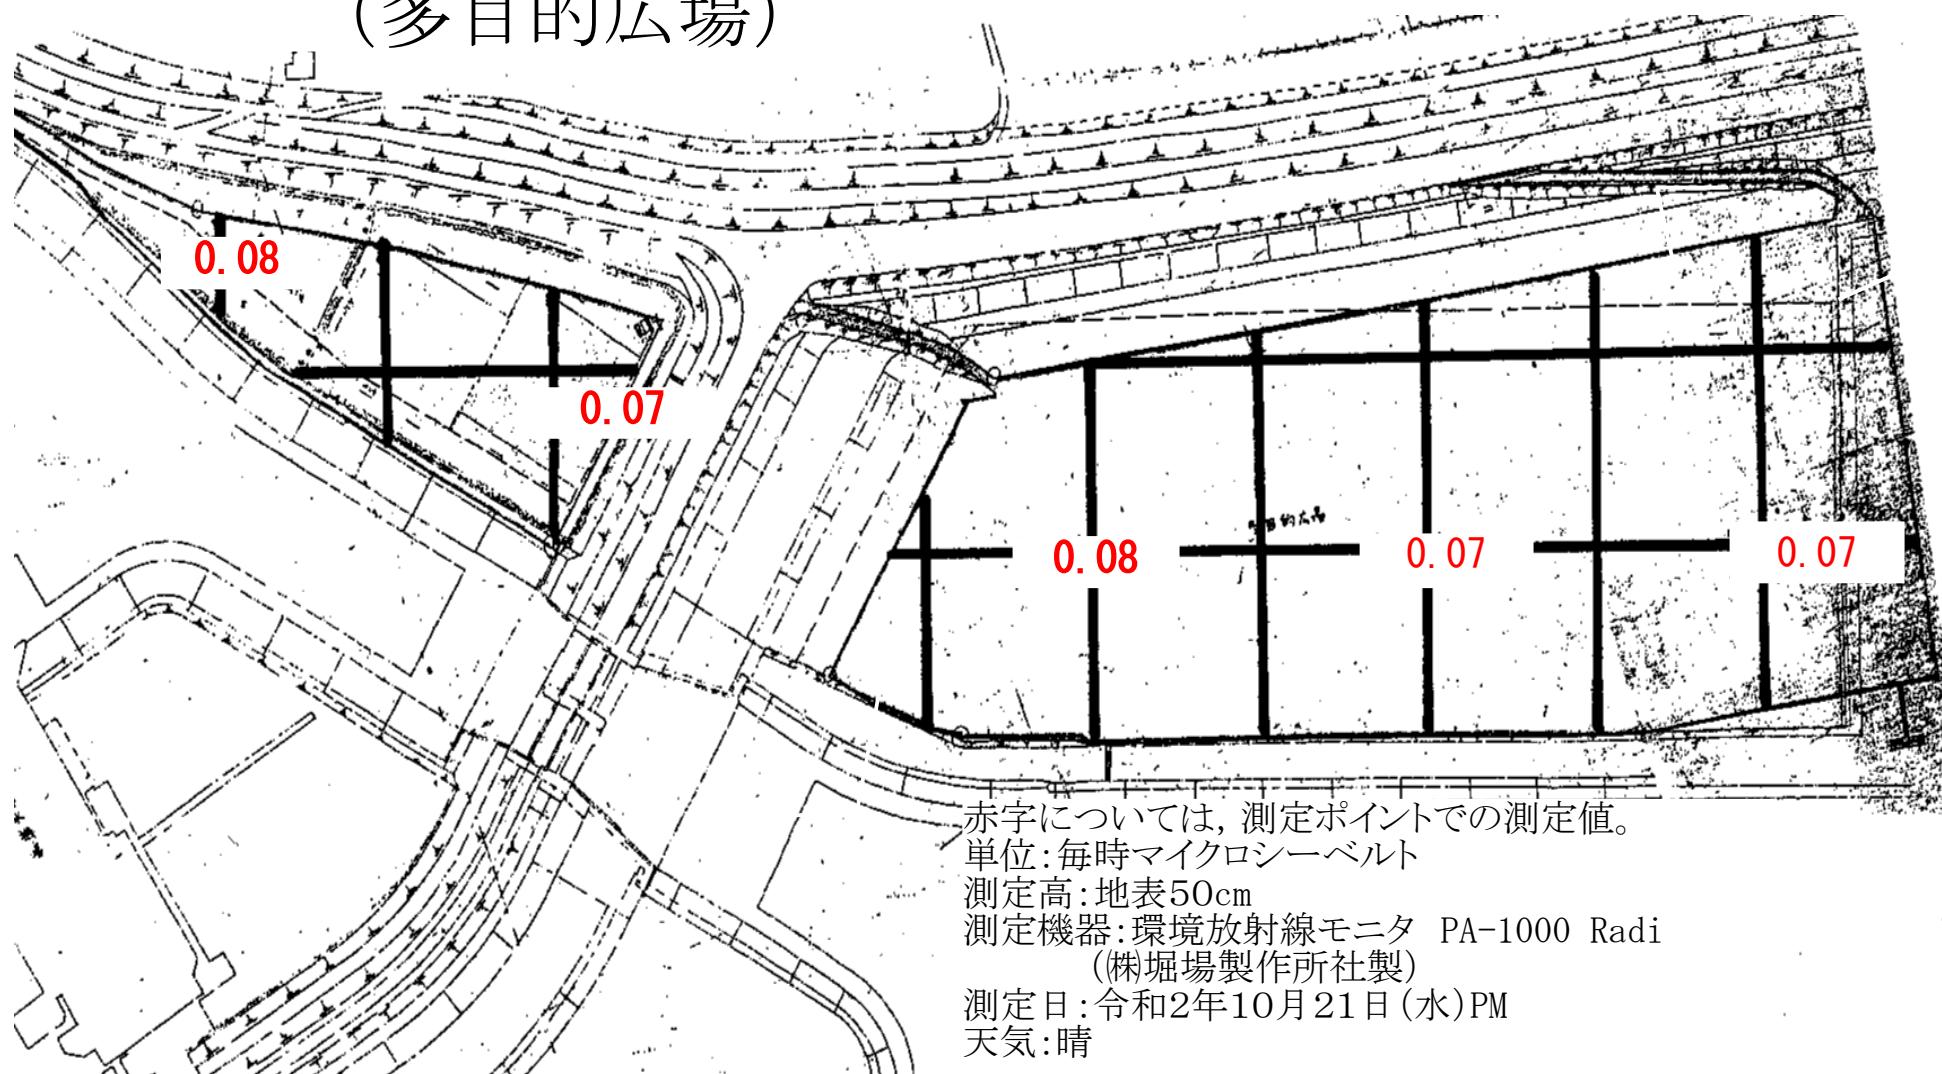 （多目的広場）
0.08
0.07
0.08
0.07
0.07
赤字については，測定ポイントでの測定値。
単位：毎時マイクロシーベルト
測定高：地表50cm
測定機器：環境放射線モニタ PA-1000 Radi
（㈱堀場製作所社製）
測定日：令和2年10月21日(水)PM
天気：晴